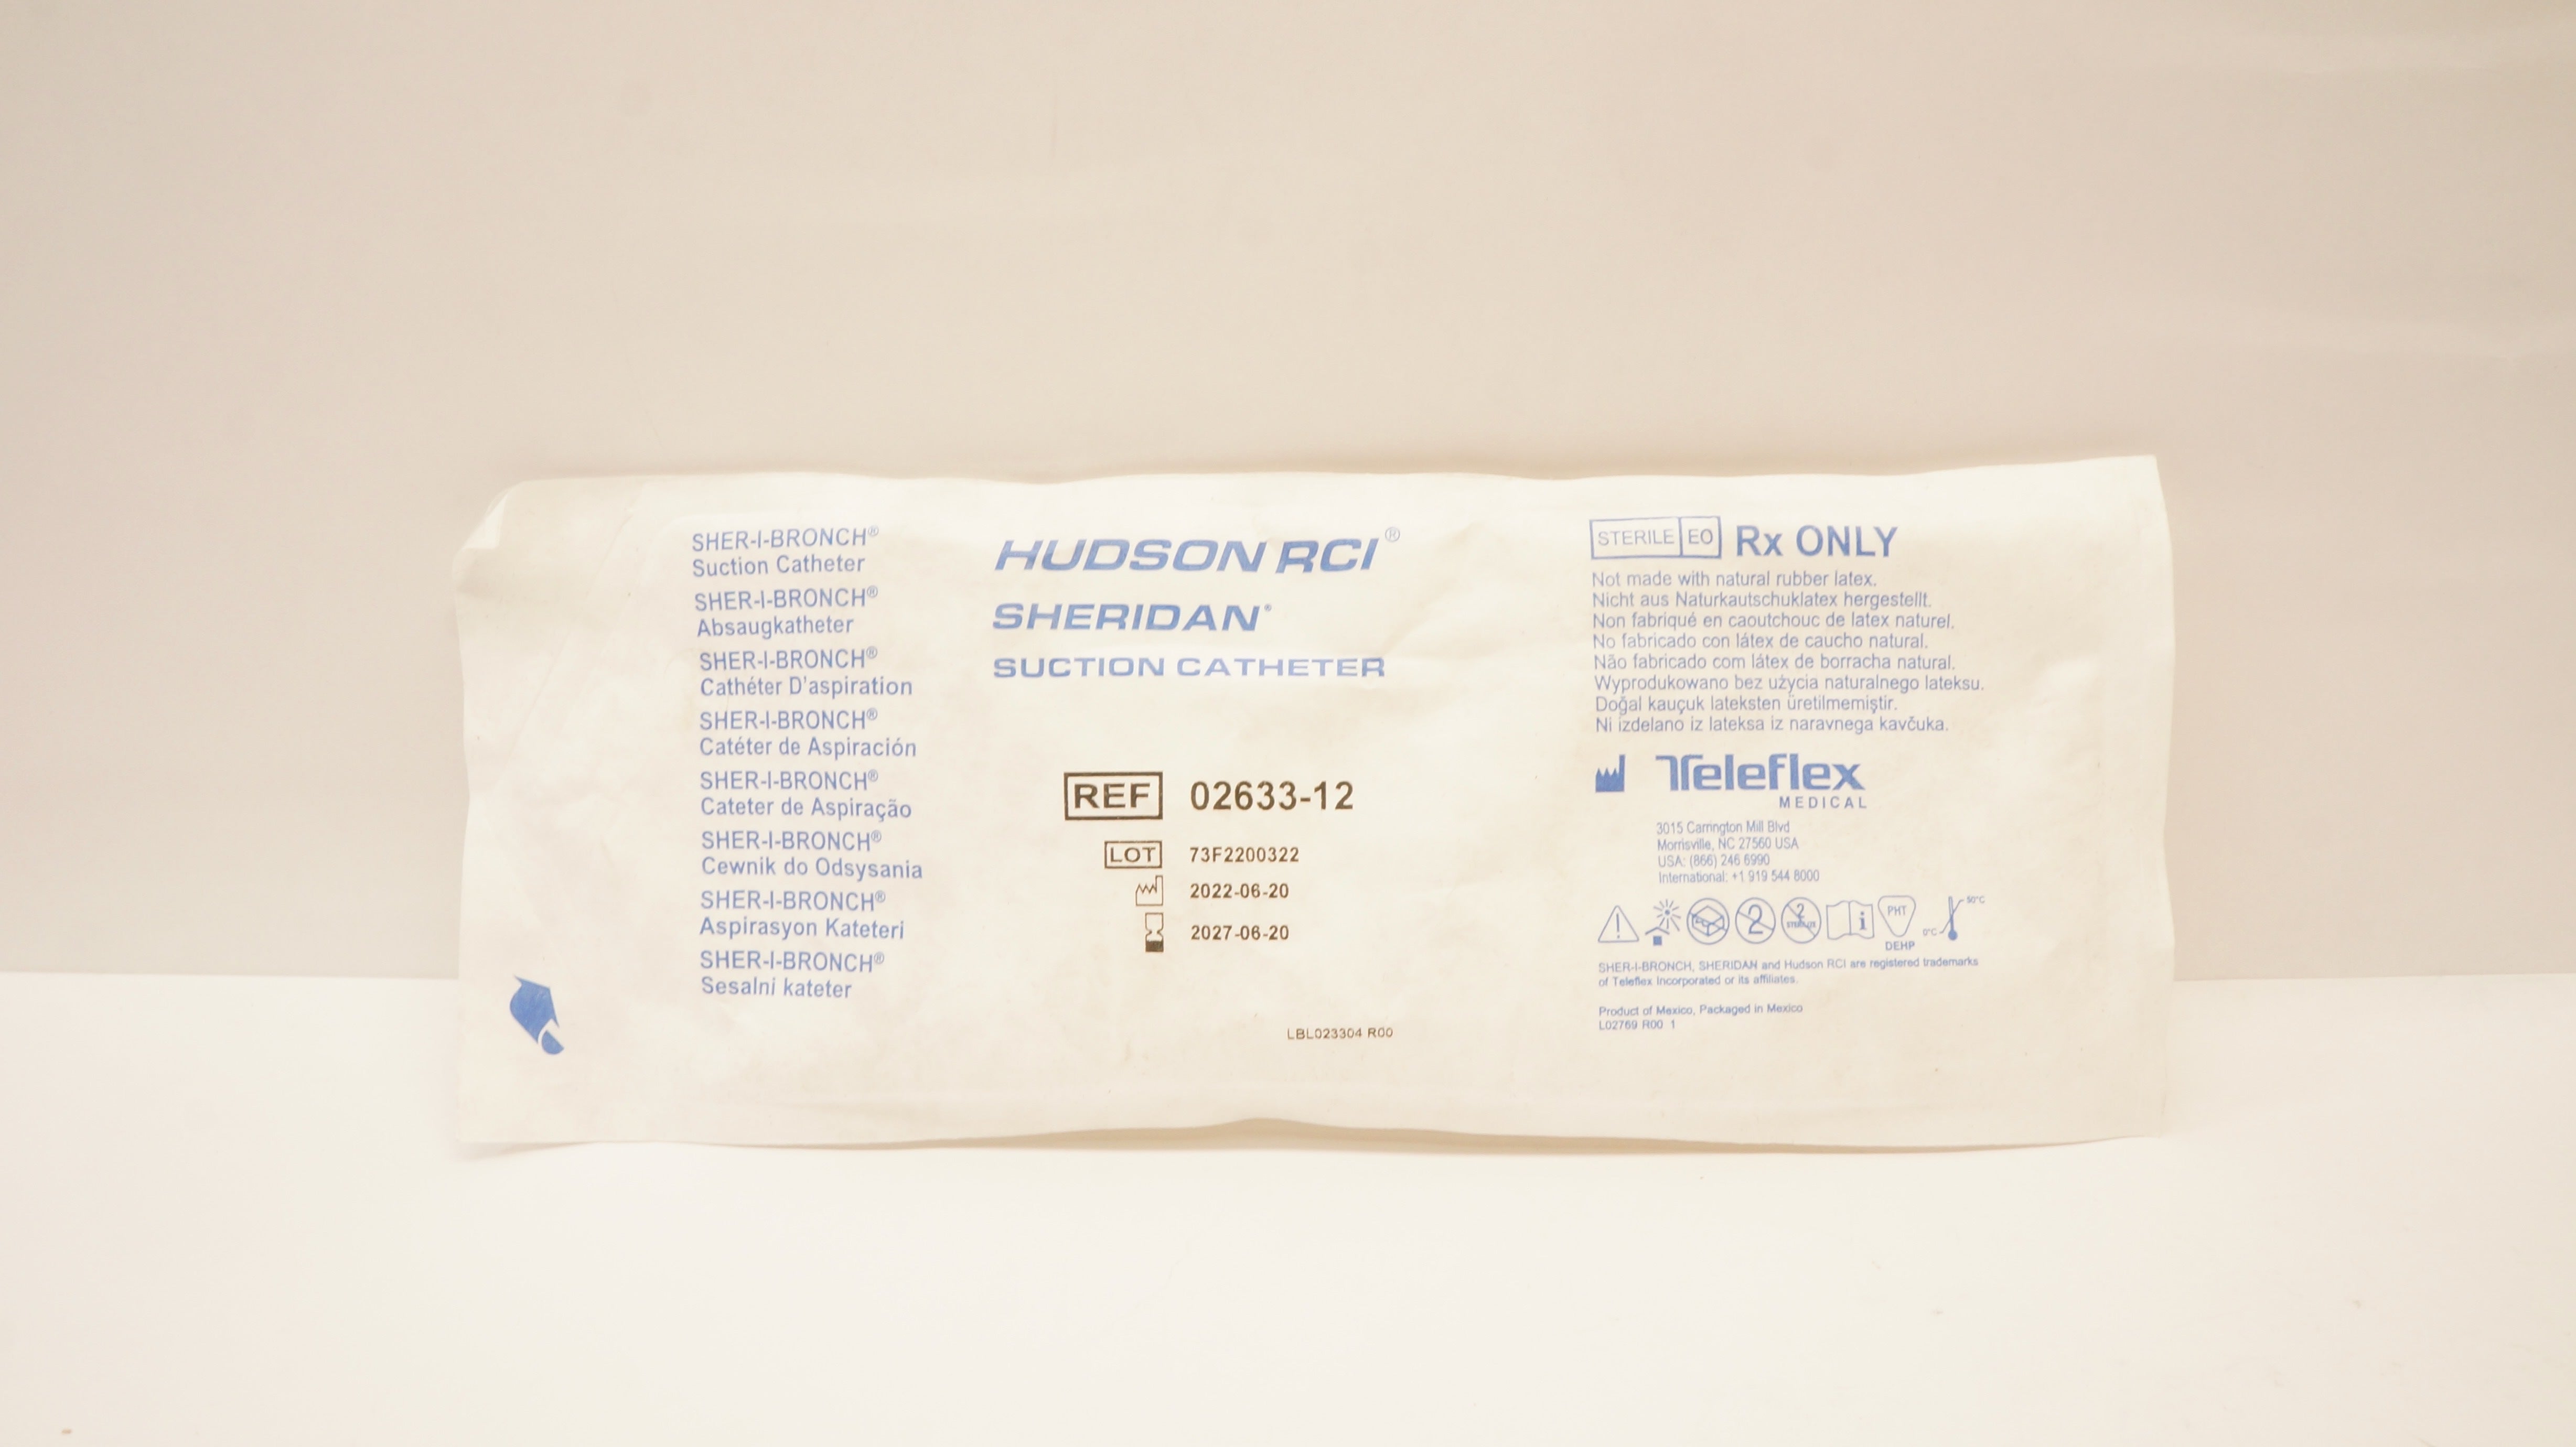 SHER-I-BRONCH®
Suction Catheter
SHER-I-BRONCH®
Absaugkatheter
SHER-I-BRONCH®
Cathéter D'aspiration
SHER-I-BRONCH®
Catéter de Aspiración
SHER-I-BRONCH®
Cateter de Aspiração
SHER-I-BRONCH®
Cewnik do Odsysania
SHER-I-BRONCH®
Aspirasyon Kateteri
SHER-I-BRONCH®
Sesalni kateter
HUDSON RCI®
SHERIDAN®
SUCTION CATHETER
REF 02633-12
LOT 73F2200322
2022-06-20
2027-06-20
LBL023304 R00
STERILE EO Rx ONLY
Not made with natural rubber latex.
Nicht aus Naturkautschuklatex hergestellt.
Non fabriqué en caoutchouc de latex naturel.
No fabricado con látex de caucho natural.
Não fabricado com látex de borracha natural.
Wyprodukowano bez użycia naturalnego lateksu.
Doğal kauçuk lateksten üretilmemiştir.
Ni izdelano iz lateksa iz naravnega kavčuka.
Teleflex
MEDICAL
3015 Carrington Mill Blvd
Morrisville, NC 27560 USA
USA: (866) 246 6990
International: +1 919 544 8000
2 2 STERILIZE i PHT 0°C 50°C
DEHP
SHER-I-BRONCH, SHERIDAN and Hudson RCI are registered trademarks
of Teleflex Incorporated or its affiliates.
Product of Mexico, Packaged in Mexico
L02769 R00 1